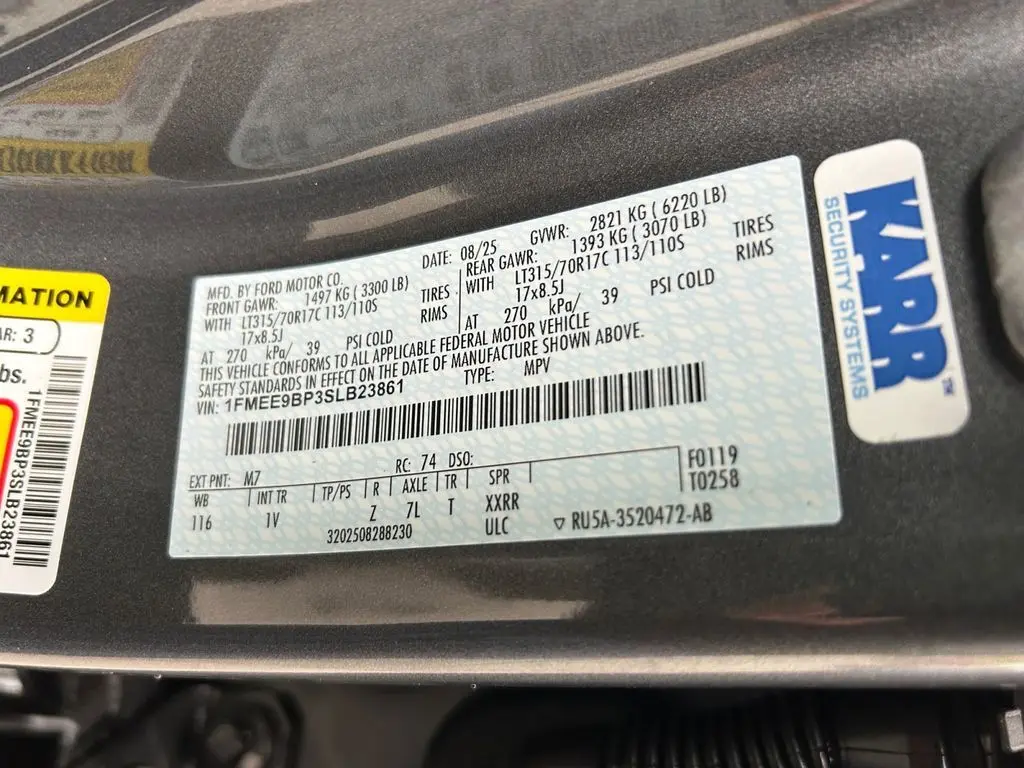 MATION
AR: 3
bs.
1FMEE9BP3SLB23861
MFD. BY FORD MOTOR CO.
DATE: 08/25
GVWR: 2821 KG ( 6220 LB)
FRONT GAWR: 1497 KG ( 3300 LB)
WITH LT315/70R17C 113/110S TIRES
17x8.5J RIMS
AT 270 kPa/ 39 PSI COLD
REAR GAWR: 1393 KG ( 3070 LB)
WITH LT315/70R17C 113/110S TIRES
17x8.5J RIMS
AT 270 kPa/ 39 PSI COLD
THIS VEHICLE CONFORMS TO ALL APPLICABLE FEDERAL MOTOR VEHICLE
SAFETY STANDARDS IN EFFECT ON THE DATE OF MANUFACTURE SHOWN ABOVE.
VIN: 1FMEE9BP3SLB23861 TYPE: MPV
EXT PNT: M7 RC: 74 DSO:
WB INT TR TP/PS R AXLE TR SPR
116 1V Z 7L T XXRR
3202508288230 ULC
F0119
T0258
▽ RU5A-3520472-AB
KARR
SECURITY SYSTEMS
TM